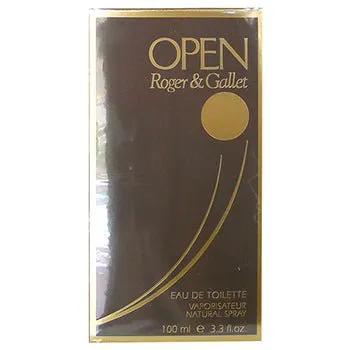 OPEN
Roger & Gallet
EAU DE TOILETTE
VAPORISATEUR
NATURAL SPRAY
100 ml ℮ 3.3 fl.oz.